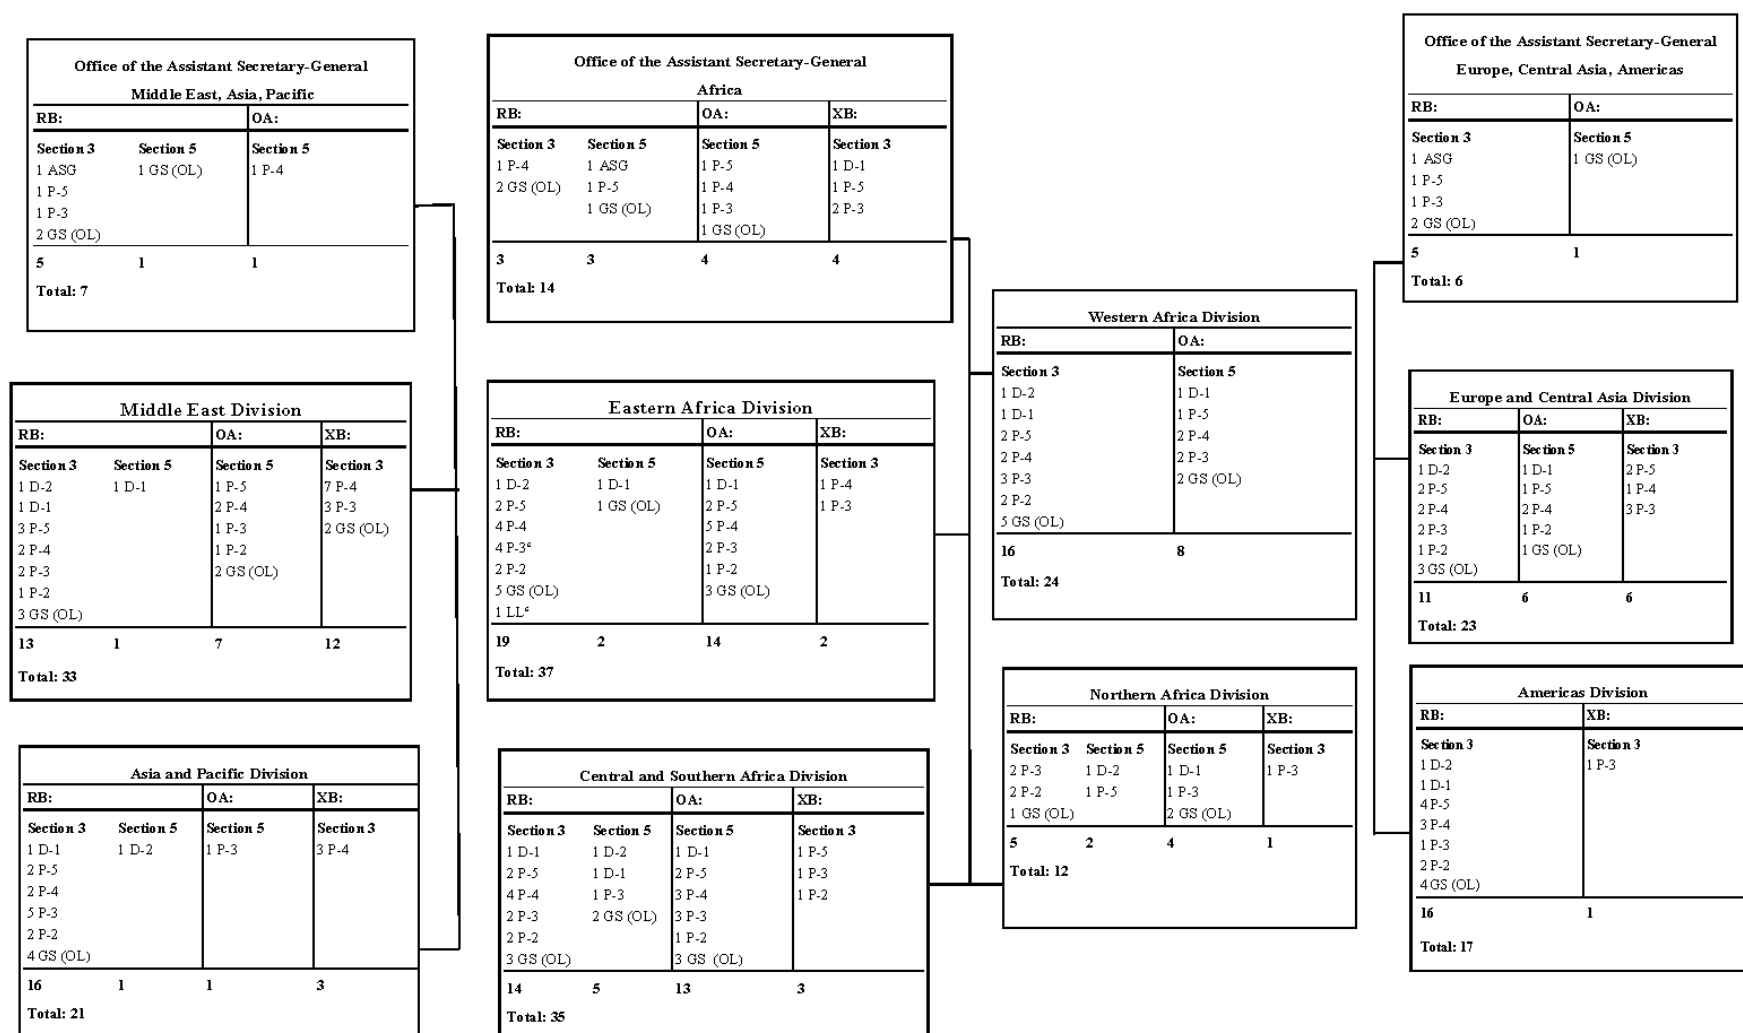 Office of the Assistant Secretary-General
Middle East, Asia, Pacific
RB: OA:
Section 3 Section 5 Section 5
1 ASG 1 GS (OL) 1 P-4
1 P-5
1 P-3
2 GS (OL)
5 1 1
Total: 7
Middle East Division
RB: OA: XB:
Section 3 Section 5 Section 5 Section 3
1 D-2 1 D-1 1 P-5 7 P-4
1 D-1 2 P-4 3 P-3
3 P-5 1 P-3 2 GS (OL)
2 P-4 1 P-2
2 P-3 2 GS (OL)
1 P-2
3 GS (OL)
13 1 7 12
Total: 33
Asia and Pacific Division
RB: OA: XB:
Section 3 Section 5 Section 5 Section 3
1 D-1 1 D-2 1 P-3 3 P-4
2 P-5
2 P-4
5 P-3
2 P-2
4 GS (OL)
16 1 1 3
Total: 21
Office of the Assistant Secretary-General
Africa
RB: OA: XB:
Section 3 Section 5 Section 5 Section 3
1 P-4 1 ASG 1 P-5 1 D-1
2 GS (OL) 1 P-5 1 P-4 1 P-5
1 GS (OL) 1 P-3 2 P-3
1 GS (OL)
3 3 4 4
Total: 14
Eastern Africa Division
RB: OA: XB:
Section 3 Section 5 Section 5 Section 3
1 D-2 1 D-1 1 D-1 1 P-4
2 P-5 1 GS (OL) 2 P-5 1 P-3
4 P-4 5 P-4
4 P-3ᶜ 2 P-3
2 P-2 1 P-2
5 GS (OL) 3 GS (OL)
1 LLᶜ
19 2 14 2
Total: 37
Central and Southern Africa Division
RB: OA: XB:
Section 3 Section 5 Section 5 Section 3
1 D-1 1 D-2 1 D-1 1 P-5
2 P-5 1 D-1 2 P-5 1 P-3
4 P-4 1 P-3 3 P-4 1 P-2
2 P-3 2 GS (OL) 3 P-3
2 P-2 1 P-2
3 GS (OL) 3 GS (OL)
14 5 13 3
Total: 35
Western Africa Division
RB: OA:
Section 3 Section 5
1 D-2 1 D-1
1 D-1 1 P-5
2 P-5 2 P-4
2 P-4 2 P-3
3 P-3 2 GS (OL)
2 P-2
5 GS (OL)
16 8
Total: 24
Northern Africa Division
RB: OA: XB:
Section 3 Section 5 Section 5 Section 3
2 P-3 1 D-2 1 D-1 1 P-3
2 P-2 1 P-5 1 P-3
1 GS (OL) 2 GS (OL)
5 2 4 1
Total: 12
Office of the Assistant Secretary-General
Europe, Central Asia, Americas
RB: OA:
Section 3 Section 5
1 ASG 1 GS (OL)
1 P-5
1 P-3
2 GS (OL)
5 1
Total: 6
Europe and Central Asia Division
RB: OA: XB:
Section 3 Section 5 Section 3
1 D-2 1 D-1 2 P-5
2 P-5 1 P-5 1 P-4
2 P-4 2 P-4 3 P-3
2 P-3 1 P-2
1 P-2 1 GS (OL)
3 GS (OL)
11 6 6
Total: 23
Americas Division
RB: XB:
Section 3 Section 3
1 D-2 1 P-3
1 D-1
4 P-5
3 P-4
1 P-3
2 P-2
4 GS (OL)
16 1
Total: 17